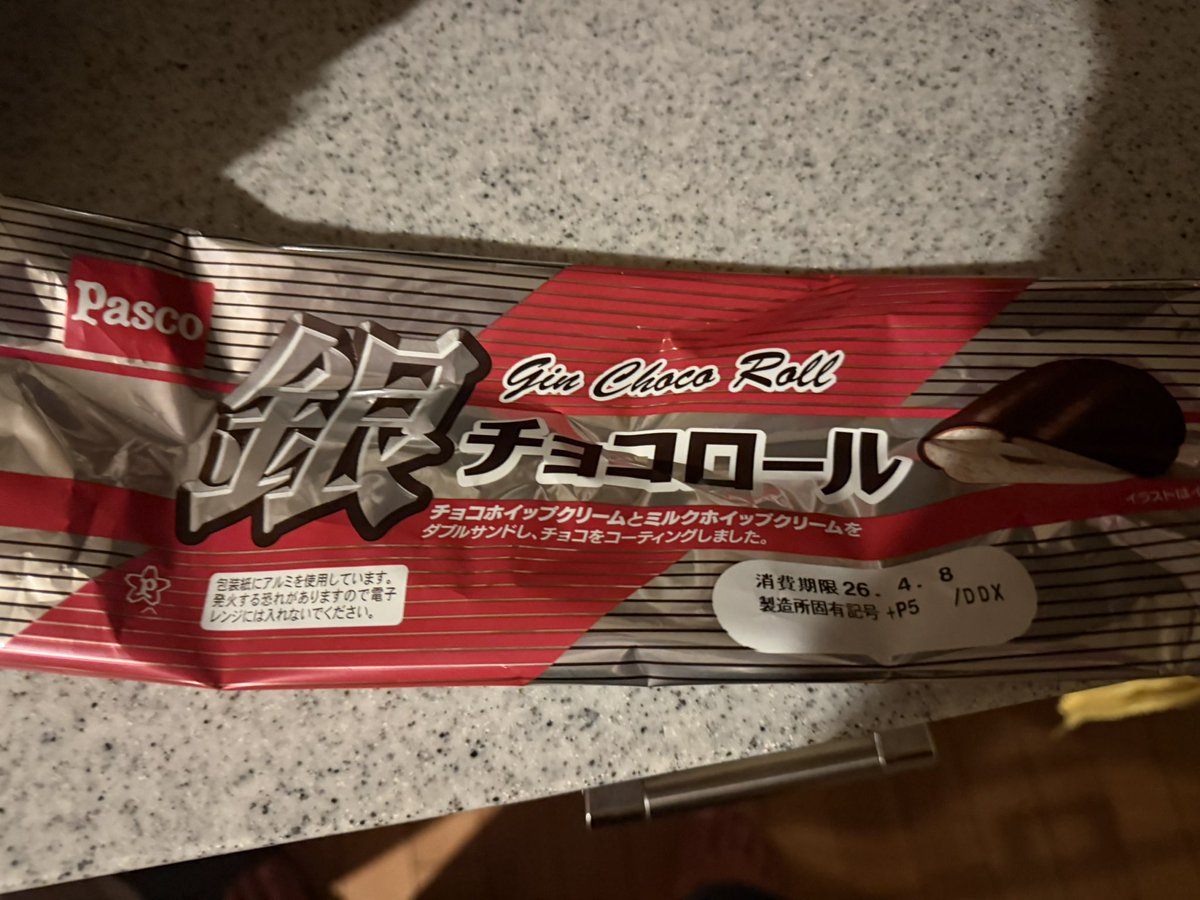 Pasco
銀
Gin Choco Roll
チョコロール
チョコホイップクリームとミルクホイップクリームを
ダブルサンドし、チョコをコーティングしました。
イラストは
包装紙にアルミを使用しています。
発火する恐れがありますので電子
レンジには入れないでください。
消費期限 26. 4. 8
製造所固有記号 +P5 /DDX
P